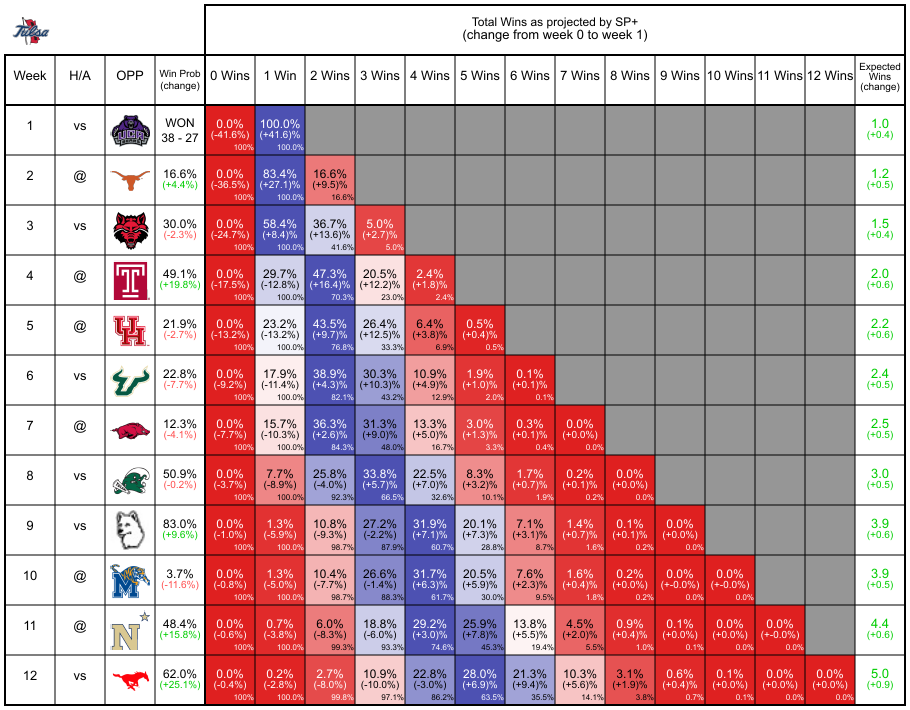 Tulsa
Total Wins as projected by SP+
(change from week 0 to week 1)
Week H/A OPP Win Prob (change) 0 Wins 1 Win 2 Wins 3 Wins 4 Wins 5 Wins 6 Wins 7 Wins 8 Wins 9 Wins 10 Wins 11 Wins 12 Wins Expected Wins (change)
1 vs WON 0.0% 100.0% 1.0
38 - 27 (-41.6%) (+41.6)% (+0.4)
100% 100.0%
2 @ 16.6% 0.0% 83.4% 16.6% 1.2
(+4.4%) (-36.5%) (+27.1)% (+9.5)% (+0.5)
100% 100.0% 16.6%
3 vs 30.0% 0.0% 58.4% 36.7% 5.0% 1.5
(-2.3%) (-24.7%) (+8.4)% (+13.6)% (+2.7)% (+0.4)
100% 100.0% 41.6% 5.0%
4 @ T 49.1% 0.0% 29.7% 47.3% 20.5% 2.4% 2.0
(+19.8%) (-17.5%) (-12.8%) (+16.4)% (+12.2)% (+1.8)% (+0.6)
100% 100.0% 70.3% 23.0% 2.4%
5 @ UH 21.9% 0.0% 23.2% 43.5% 26.4% 6.4% 0.5% 2.2
(-2.7%) (-13.2%) (-13.2%) (+9.7)% (+12.5)% (+3.8)% (+0.4)% (+0.6)
100% 100.0% 76.8% 33.3% 6.9% 0.5%
6 vs 22.8% 0.0% 17.9% 38.9% 30.3% 10.9% 1.9% 0.1% 2.4
(-7.7%) (-9.2%) (-11.4%) (+4.3)% (+10.3)% (+4.9)% (+1.0)% (+0.1)% (+0.5)
100% 100.0% 82.1% 43.2% 12.9% 2.0% 0.1%
7 @ 12.3% 0.0% 15.7% 36.3% 31.3% 13.3% 3.0% 0.3% 0.0% 2.5
(-4.1%) (-7.7%) (-10.3%) (+2.6)% (+9.0)% (+5.0)% (+1.3)% (+0.1)% (+0.0)% (+0.5)
100% 100.0% 84.3% 48.0% 16.7% 3.3% 0.4% 0.0%
8 vs 50.9% 0.0% 7.7% 25.8% 33.8% 22.5% 8.3% 1.7% 0.2% 0.0% 3.0
(-0.2%) (-3.7%) (-8.9%) (-4.0%) (+5.7)% (+7.0)% (+3.2)% (+0.7)% (+0.1)% (+0.0)% (+0.5)
100% 100.0% 92.3% 66.5% 32.6% 10.1% 1.9% 0.2% 0.0%
9 vs 83.0% 0.0% 1.3% 10.8% 27.2% 31.9% 20.1% 7.1% 1.4% 0.1% 0.0% 3.9
(+9.6%) (-1.0%) (-5.9%) (-9.3%) (-2.2%) (+7.1)% (+7.3)% (+3.1)% (+0.7)% (+0.1)% (+0.0)% (+0.6)
100% 100.0% 98.7% 87.9% 60.7% 28.8% 8.7% 1.6% 0.2% 0.0%
10 @ M 3.7% 0.0% 1.3% 10.4% 26.6% 31.7% 20.5% 7.6% 1.6% 0.2% 0.0% 0.0% 3.9
(-11.6%) (-0.8%) (-5.0%) (-7.7%) (-1.4%) (+6.3)% (+5.9)% (+2.3)% (+0.4)% (+0.0)% (+-0.0)% (+-0.0)% (+0.5)
100% 100.0% 98.7% 88.3% 61.7% 30.0% 9.5% 1.8% 0.2% 0.0% 0.0%
11 @ N 48.4% 0.0% 0.7% 6.0% 18.8% 29.2% 25.9% 13.8% 4.5% 0.9% 0.1% 0.0% 0.0% 4.4
(+15.8%) (-0.6%) (-3.8%) (-8.3%) (-6.0%) (+3.0)% (+7.8)% (+5.5)% (+2.0)% (+0.4)% (+0.0)% (+0.0)% (+-0.0)% (+0.6)
100% 100.0% 99.3% 93.3% 74.6% 45.3% 19.4% 5.5% 1.0% 0.1% 0.0% 0.0%
12 vs 62.0% 0.0% 0.2% 2.7% 10.9% 22.8% 28.0% 21.3% 10.3% 3.1% 0.6% 0.1% 0.0% 0.0% 5.0
(+25.1%) (-0.4%) (-2.8%) (-8.0%) (-10.0%) (-3.0%) (+6.9)% (+9.4)% (+5.6)% (+1.9)% (+0.4)% (+0.0)% (+0.0)% (+0.0)% (+0.9)
100% 100.0% 99.8% 97.1% 86.2% 63.5% 35.5% 14.1% 3.8% 0.7% 0.1% 0.0% 0.0%